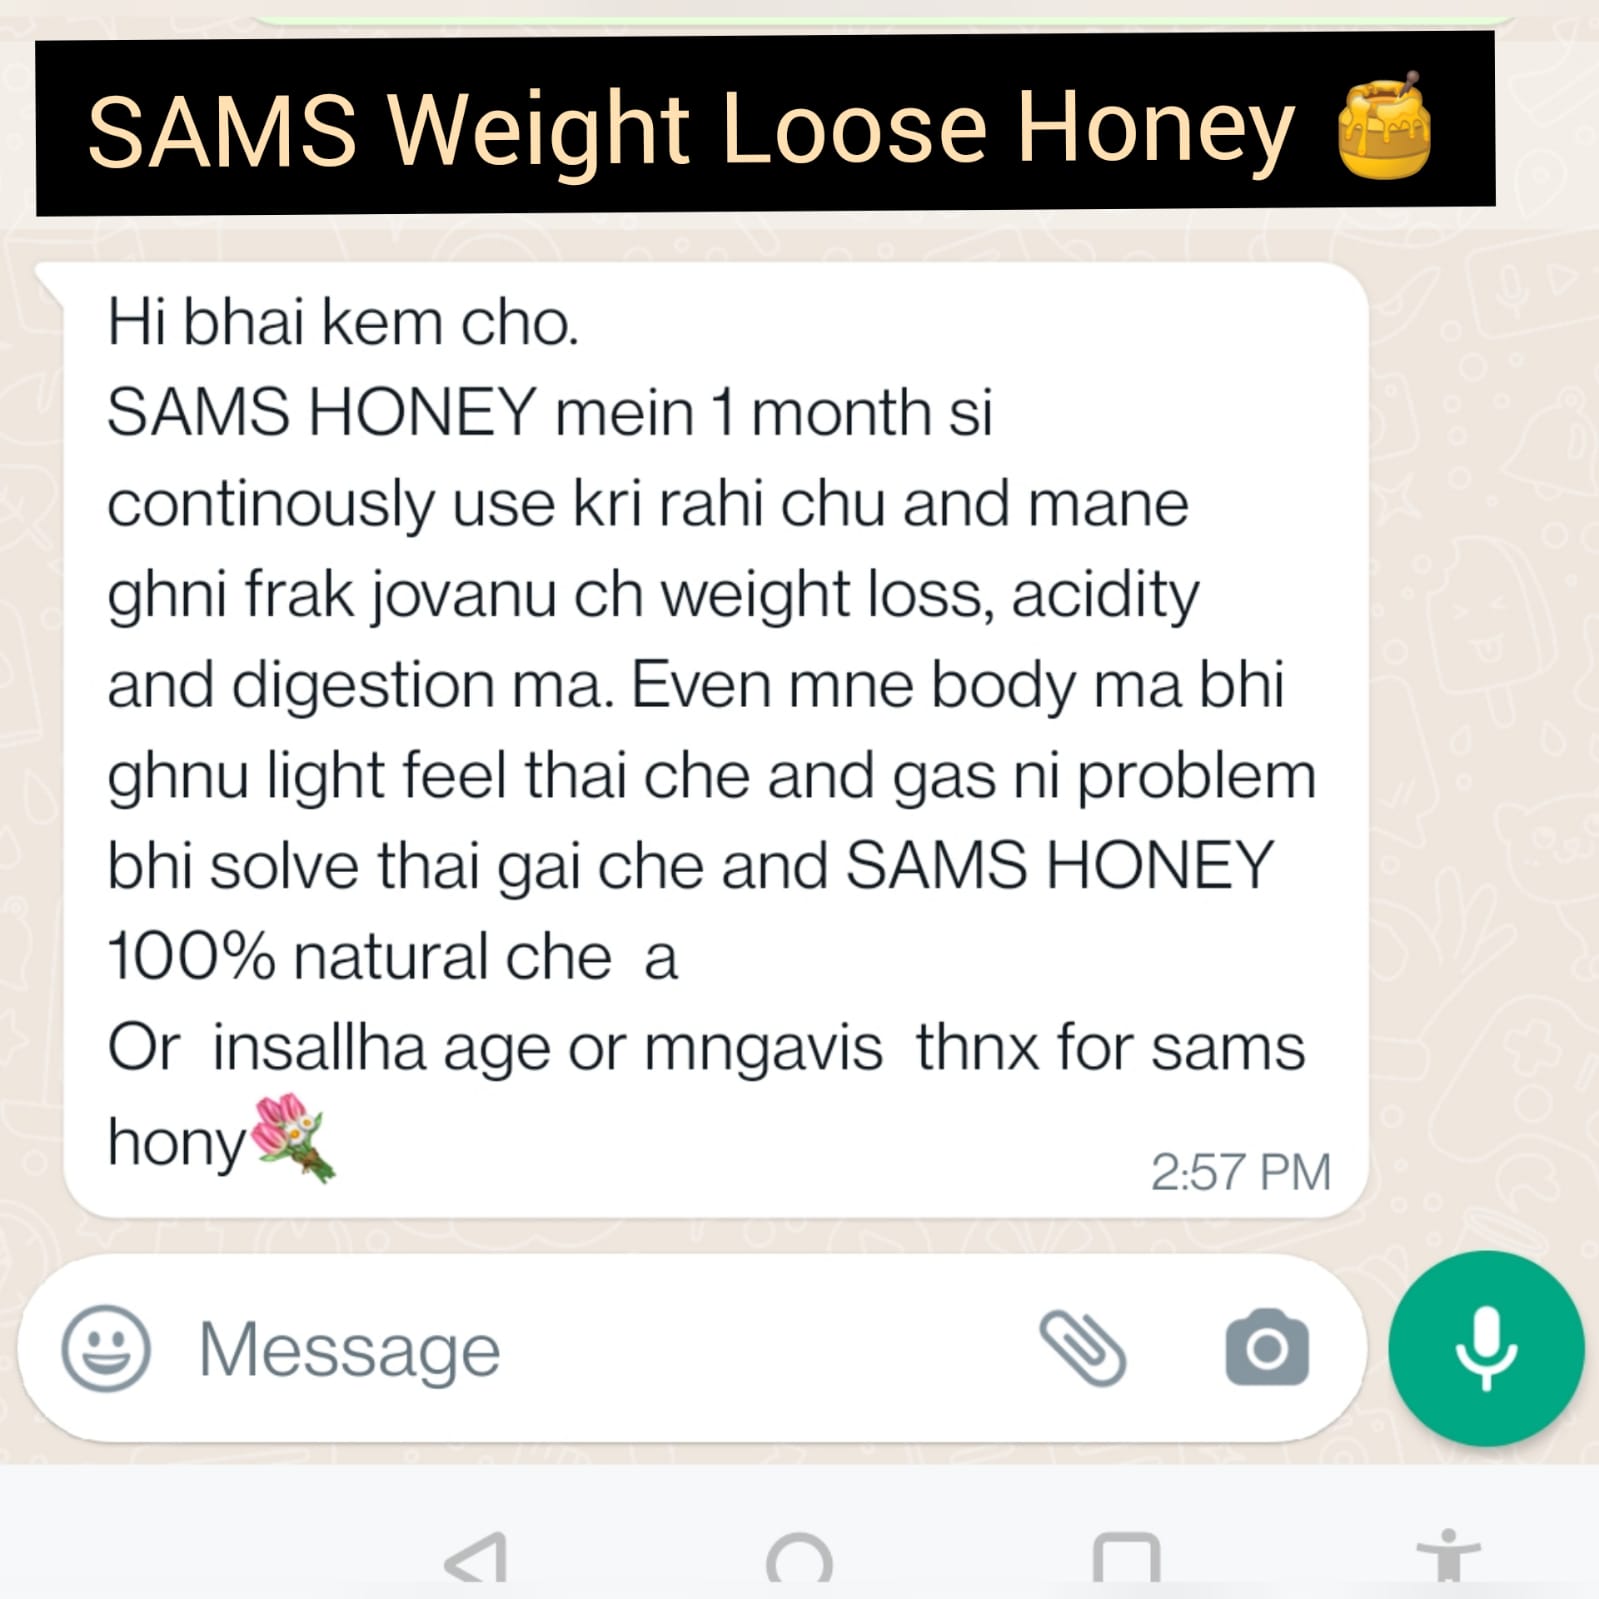 SAMS Weight Loose Honey 🍯
Hi bhai kem cho.
SAMS HONEY mein 1 month si
continously use kri rahi chu and mane
ghni frak jovanu ch weight loss, acidity
and digestion ma. Even mne body ma bhi
ghnu light feel thai che and gas ni problem
bhi solve thai gai che and SAMS HONEY
100% natural che  a
Or  insallha age or mngavis  thnx for sams
hony💐
2:57 PM
Message